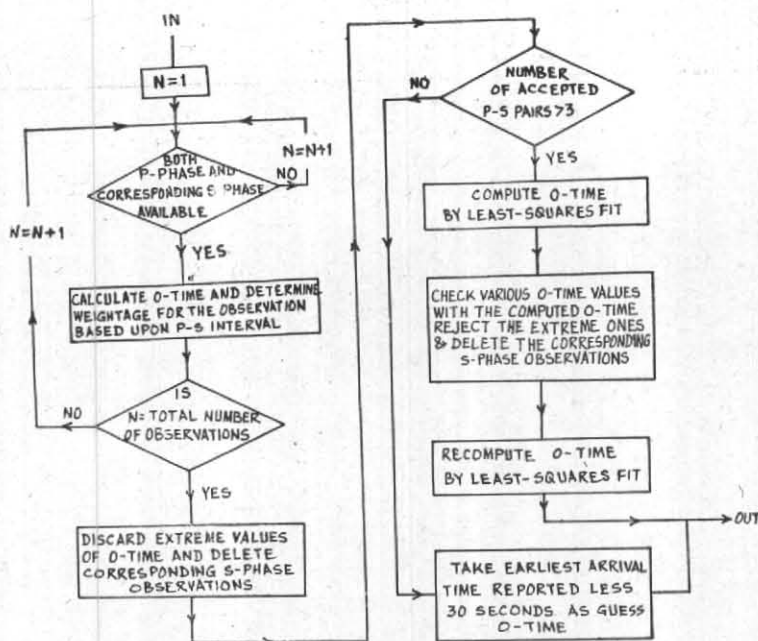 IN
N=1
BOTH
P-PHASE AND
CORRESPONDING S PHASE
AVAILABLE
NO
N=N+1
N=N+1
YES
CALCULATE O-TIME AND DETERMINE
WEIGHTAGE FOR THE OBSERVATION
BASED UPON P-S INTERVAL
IS
N=TOTAL NUMBER
OF OBSERVATIONS
NO
YES
DISCARD EXTREME VALUES
OF O-TIME AND DELETE
CORRESPONDING S-PHASE
OBSERVATIONS
NUMBER
OF ACCEPTED
P-S PAIRS>3
NO
YES
COMPUTE O-TIME
BY LEAST-SQUARES FIT
CHECK VARIOUS O-TIME VALUES
WITH THE COMPUTED O-TIME
REJECT THE EXTREME ONES
& DELETE THE CORRESPONDING
S-PHASE OBSERVATIONS
RECOMPUTE O-TIME
BY LEAST-SQUARES FIT
OUT
TAKE EARLIEST ARRIVAL
TIME REPORTED LESS
30 SECONDS AS GUESS
O-TIME